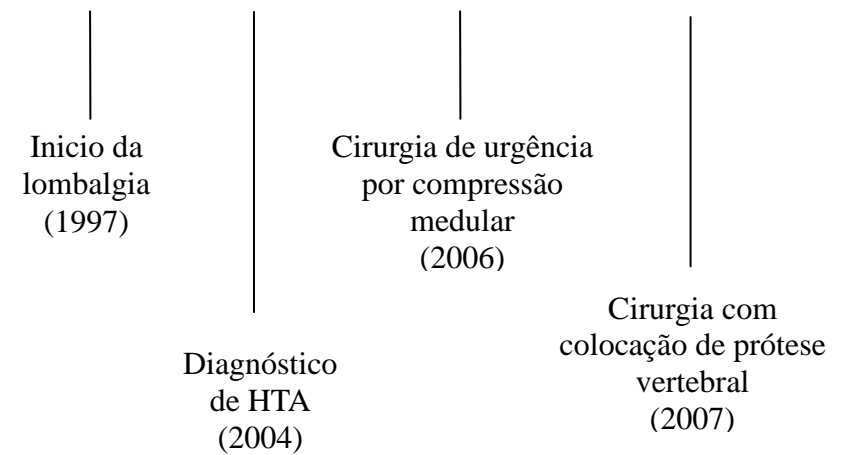 Inicio da
lombalgia
(1997)
Diagnóstico
de HTA
(2004)
Cirurgia de urgência
por compressão
medular
(2006)
Cirurgia com
colocação de prótese
vertebral
(2007)